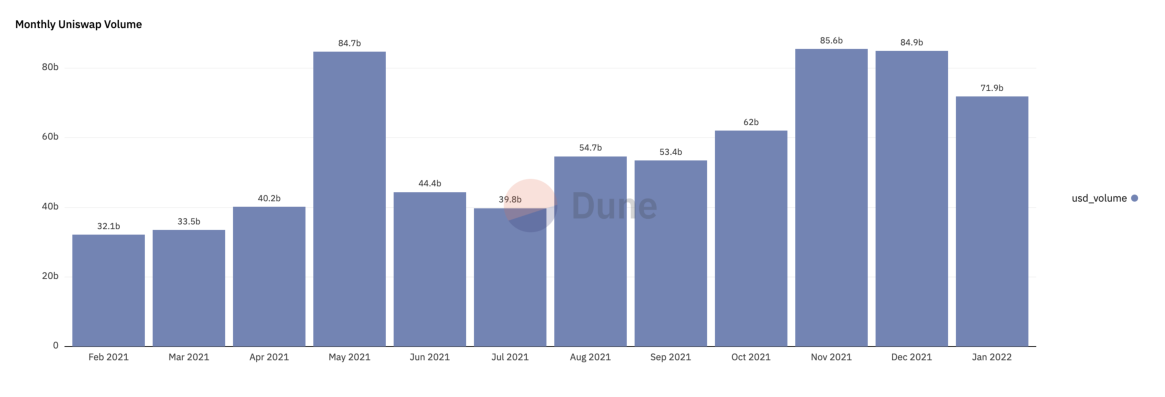 Monthly Uniswap Volume
80b
60b
40b
20b
0
32.1b
33.5b
40.2b
84.7b
44.4b
39.8b
54.7b
53.4b
62b
85.6b
84.9b
71.9b
Dune
Feb 2021 Mar 2021 Apr 2021 May 2021 Jun 2021 Jul 2021 Aug 2021 Sep 2021 Oct 2021 Nov 2021 Dec 2021 Jan 2022
usd_volume